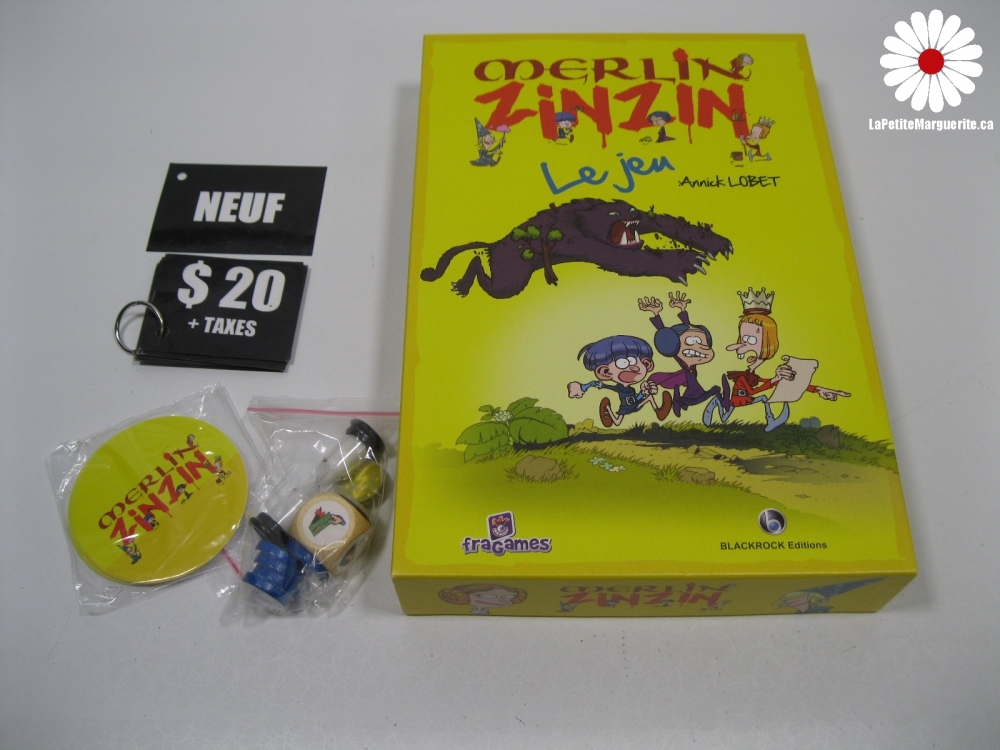 LaPetiteMarguerite.ca
MERLIN
ZINZIN
Le jeu
Annick LOBET
NEUF
$ 20
+ TAXES
MERLIN
ZINZIN
fraGames
BLACKROCK Editions
MERLIN
ZINZIN